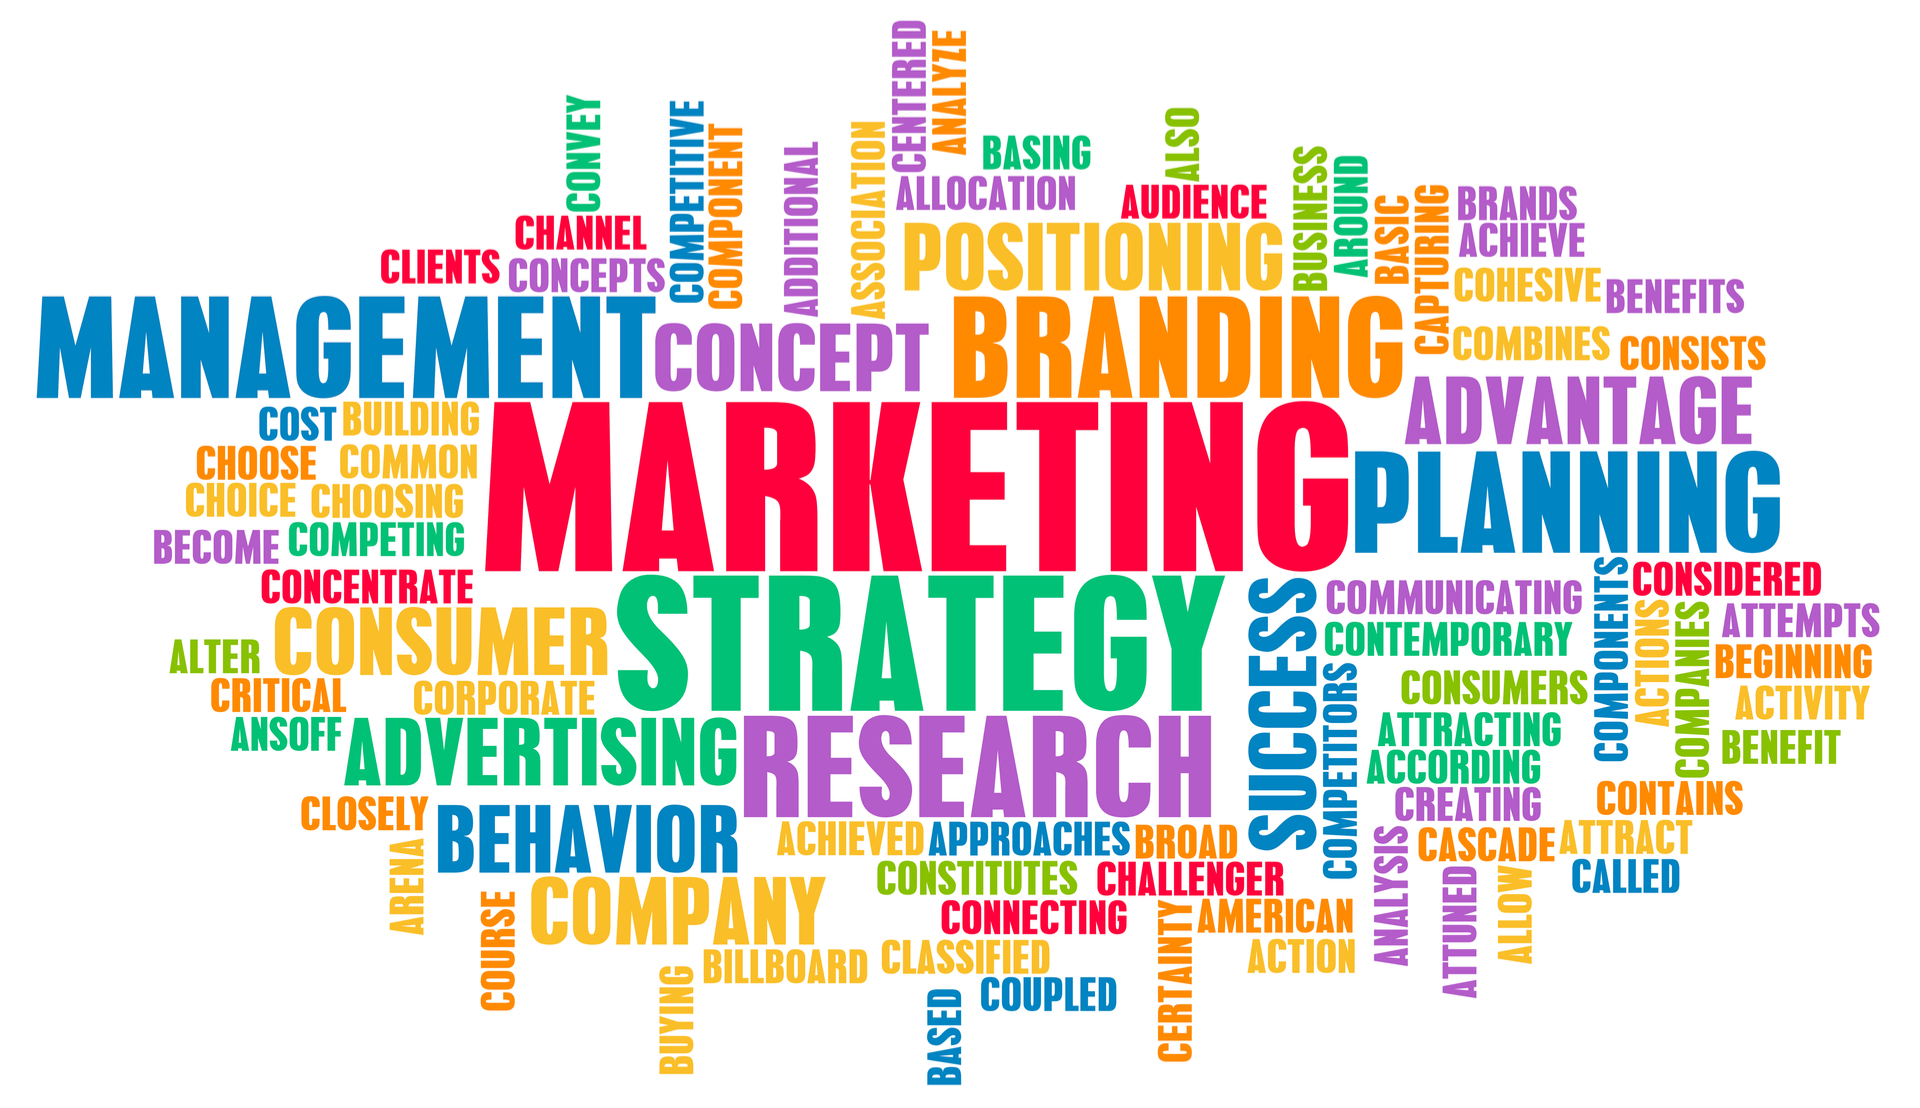 CENTERED
ANALYZE
CONVEY
COMPETITIVE
COMPONENT
ADDITIONAL
ASSOCIATION
BASING
ALSO
ALLOCATION
AUDIENCE
BUSINESS
AROUND
BASIC
CAPTURING
BRANDS
CHANNEL
POSITIONING
ACHIEVE
CLIENTS
CONCEPTS
COHESIVE
BENEFITS
MANAGEMENT
CONCEPT
BRANDING
COMBINES
CONSISTS
COST
BUILDING
ADVANTAGE
CHOOSE
COMMON
MARKETING
PLANNING
CHOICE
CHOOSING
BECOME
COMPETING
CONCENTRATE
STRATEGY
SUCCESS
COMMUNICATING
COMPONENTS
CONSIDERED
CONSUMER
ACTIONS
COMPANIES
ATTEMPTS
ALTER
CONTEMPORARY
BEGINNING
CRITICAL
CORPORATE
COMPETITORS
CONSUMERS
ACTIVITY
ANSOFF
ADVERTISING
RESEARCH
ATTRACTING
BENEFIT
ACCORDING
CLOSELY
BEHAVIOR
CREATING
CONTAINS
ACHIEVED
APPROACHES
BROAD
ANALYSIS
CASCADE
ATTRACT
ARENA
CONSTITUTES
CHALLENGER
ATTUNED
ALLOW
CALLED
COURSE
COMPANY
CONNECTING
CERTAINTY
AMERICAN
BUYING
BILLBOARD
CLASSIFIED
ACTION
BASED
COUPLED